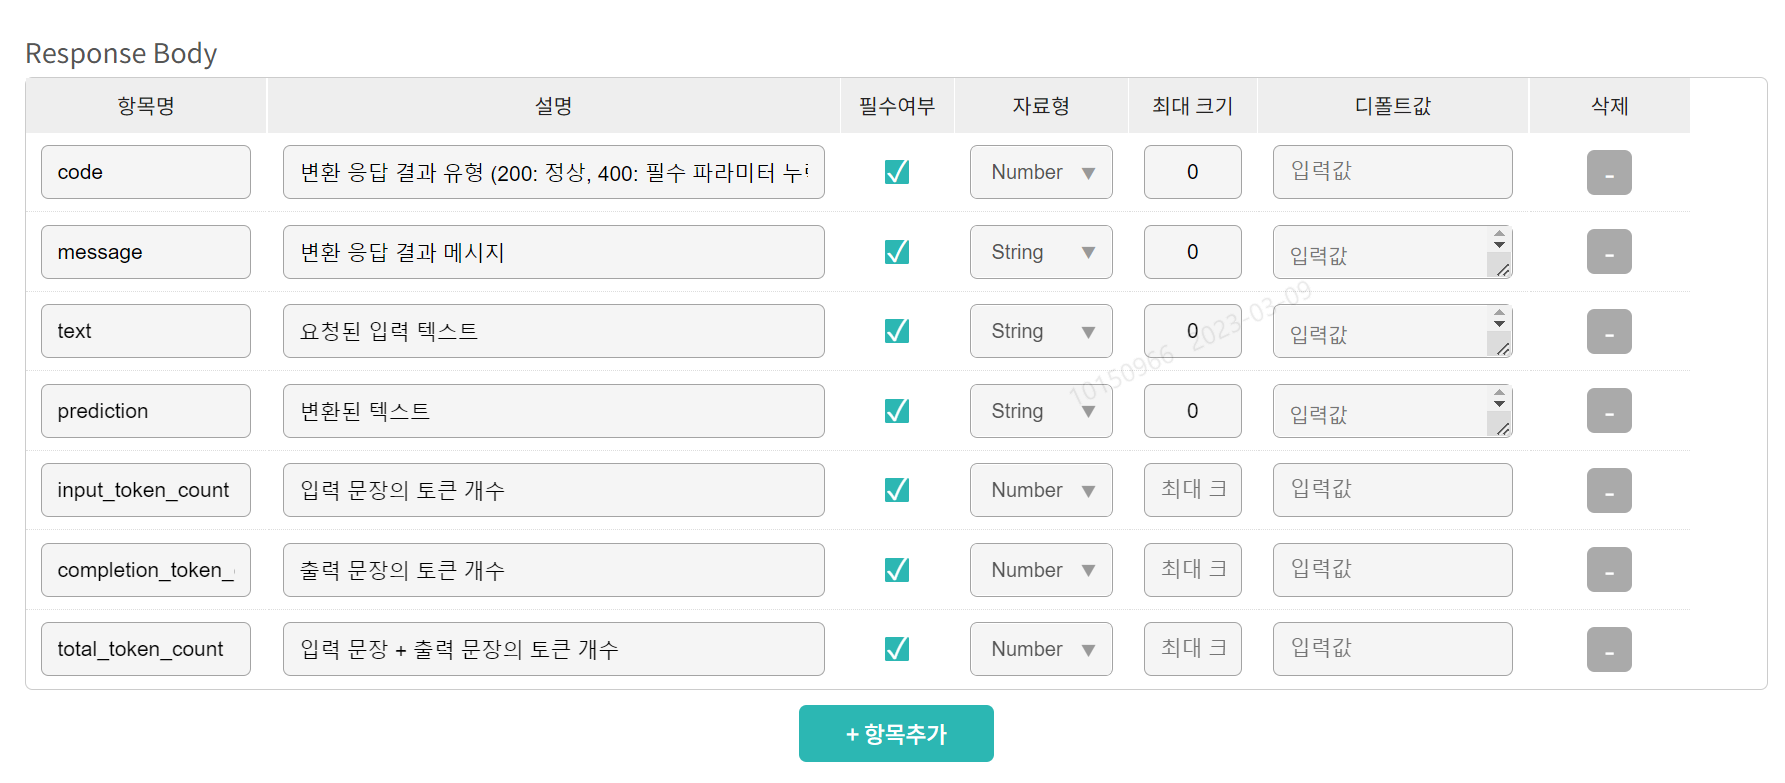 Response Body
항목명 설명 필수여부 자료형 최대 크기 디폴트값 삭제
code 변환 응답 결과 유형 (200: 정상, 400: 필수 파라미터 Number 0 입력값 -
message 변환 응답 결과 메시지 String 0 입력값 -
text 요청된 입력 텍스트 String 0 입력값 -
10150966 2023-03-09
prediction 변환된 텍스트 String 0 입력값 -
input_token_count 입력 문장의 토큰 개수 Number 최대 크 입력값 -
completion_token_ 출력 문장의 토큰 개수 Number 최대 크 입력값 -
total_token_count 입력 문장 + 출력 문장의 토큰 개수 Number 최대 크 입력값 -
+ 항목추가